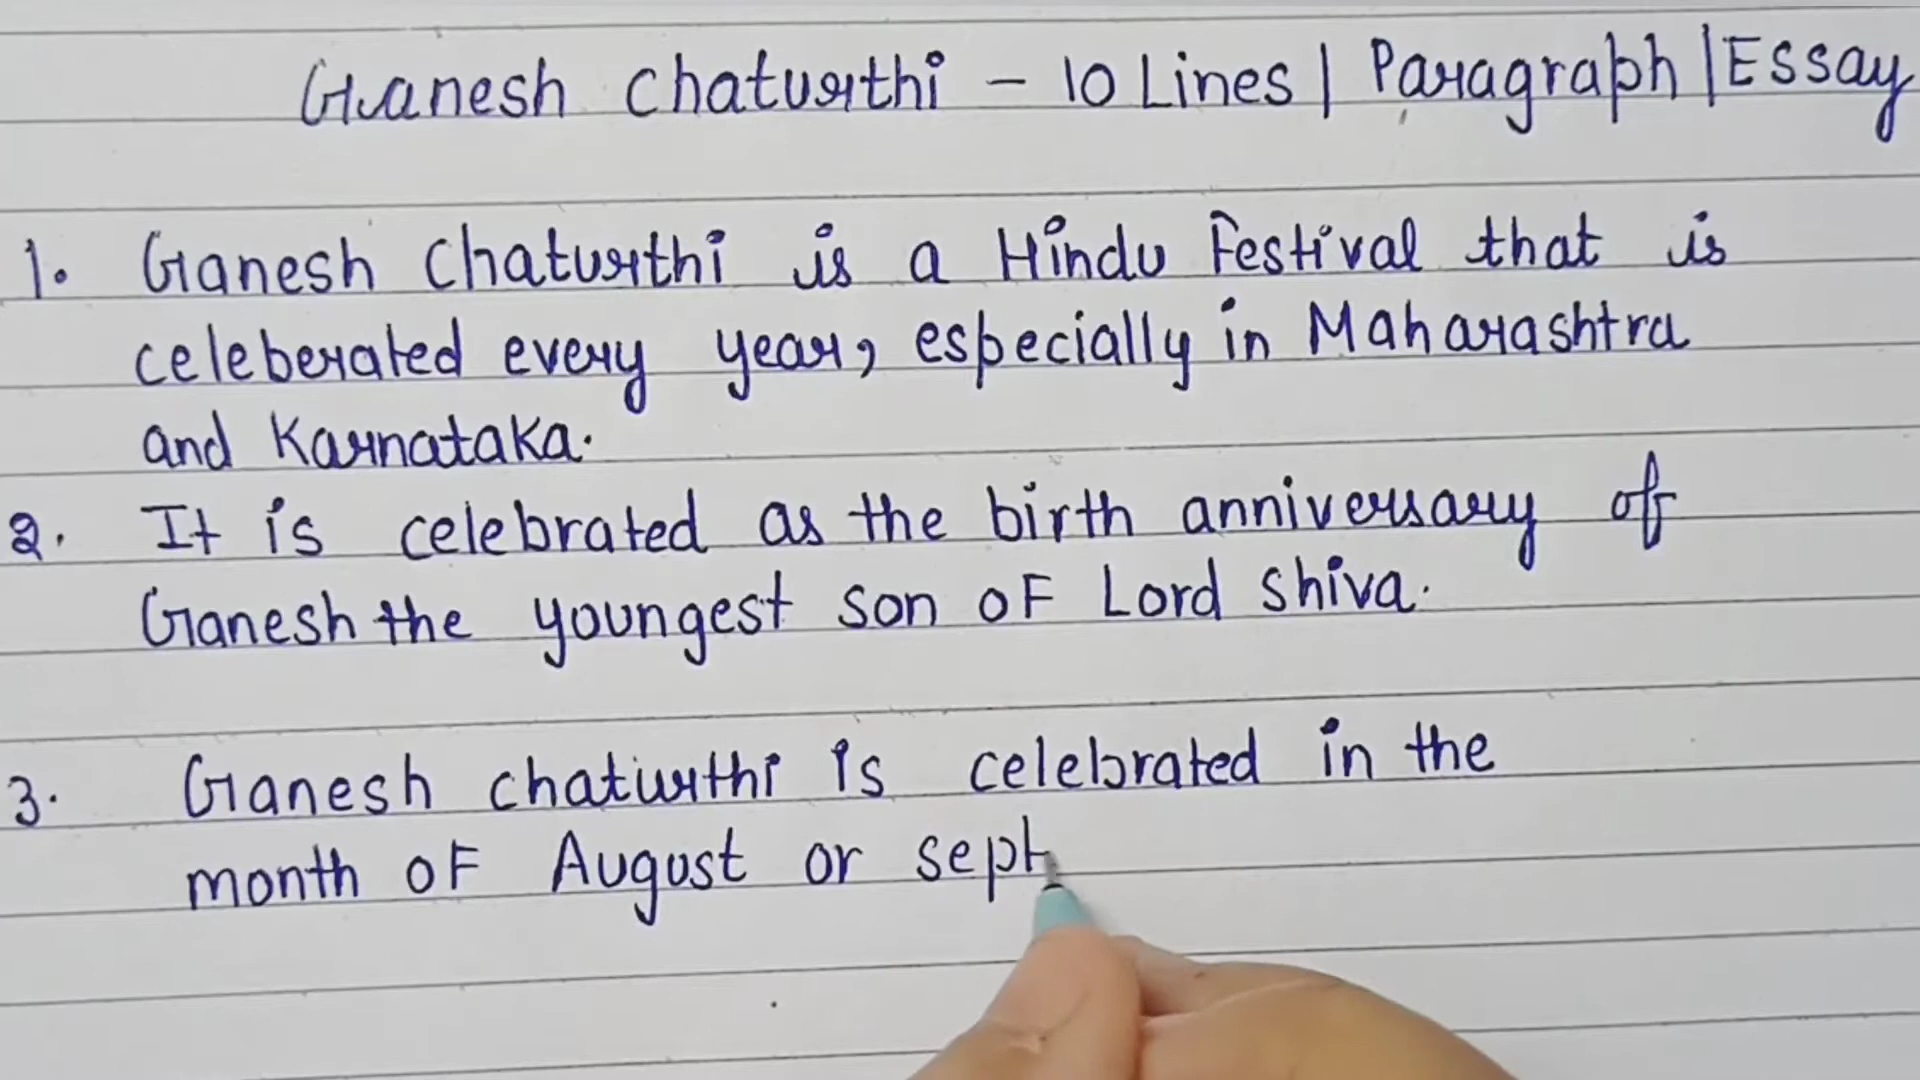 Ganesh Chaturthi - 10 Lines | Paragraph | Essay
1. Ganesh Chaturthi is a Hindu Festival that is
celeberated every year, especially in Maharashtra
and Karnataka.
2. It is celebrated as the birth anniversary of
Ganesh the youngest son of Lord Shiva.
3. Ganesh chaturthi is celebrated in the
month of August or sept